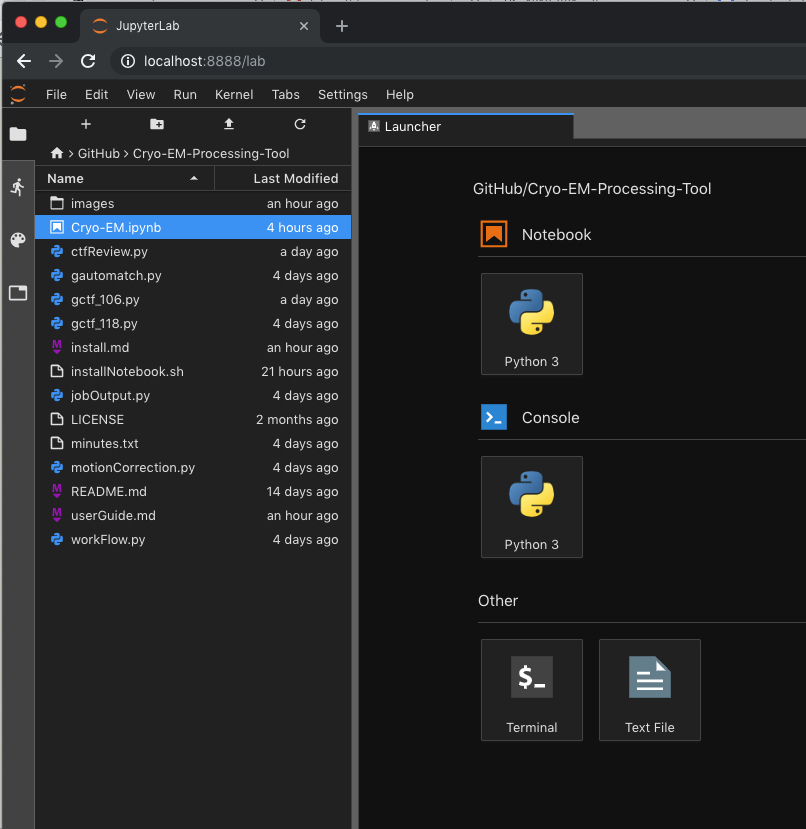 JupyterLab
localhost:8888/lab
File Edit View Run Kernel Tabs Settings Help
Launcher
GitHub > Cryo-EM-Processing-Tool
Name Last Modified
images an hour ago
Cryo-EM.ipynb 4 hours ago
ctfReview.py a day ago
gautomatch.py 4 days ago
gctf_106.py a day ago
gctf_118.py 4 days ago
install.md an hour ago
installNotebook.sh 21 hours ago
jobOutput.py 4 days ago
LICENSE 2 months ago
minutes.txt 4 days ago
motionCorrection.py 4 days ago
README.md 14 days ago
userGuide.md an hour ago
workFlow.py 4 days ago
GitHub/Cryo-EM-Processing-Tool
Notebook
Python 3
Console
Python 3
Other
$_
Terminal
Text File